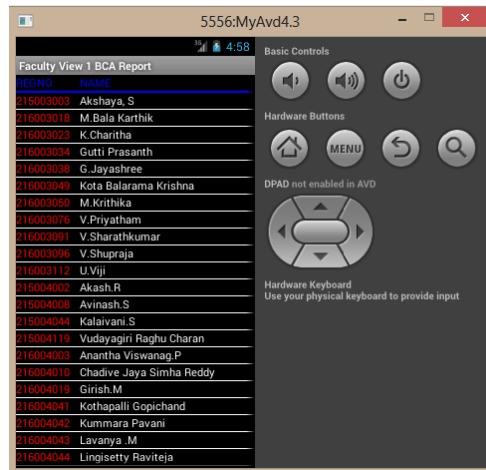 5556:MyAvd4.3
3G 4:58
Faculty View 1 BCA Report
REGNO NAME
215003003 Akshaya, S
216003018 M.Bala Karthik
216003023 K.Charitha
216003034 Gutti Prasanth
216003038 G.Jayashree
216003049 Kota Balarama Krishna
216003050 M.Krithika
216003076 V.Priyatham
216003091 V.Sharathkumar
216003096 V.Shupraja
216003112 U.Viji
215004002 Akash.R
215004008 Avinash.S
215004044 Kalaivani.S
215004119 Vudayagiri Raghu Charan
216004003 Anantha Viswanag.P
216004010 Chadive Jaya Simha Reddy
216004019 Girish.M
216004041 Kothapalli Gopichand
216004042 Kummara Pavani
216004043 Lavanya .M
216004044 Lingisetty Raviteja
Basic Controls
Hardware Buttons
MENU
DPAD not enabled in AVD
Hardware Keyboard
Use your physical keyboard to provide input